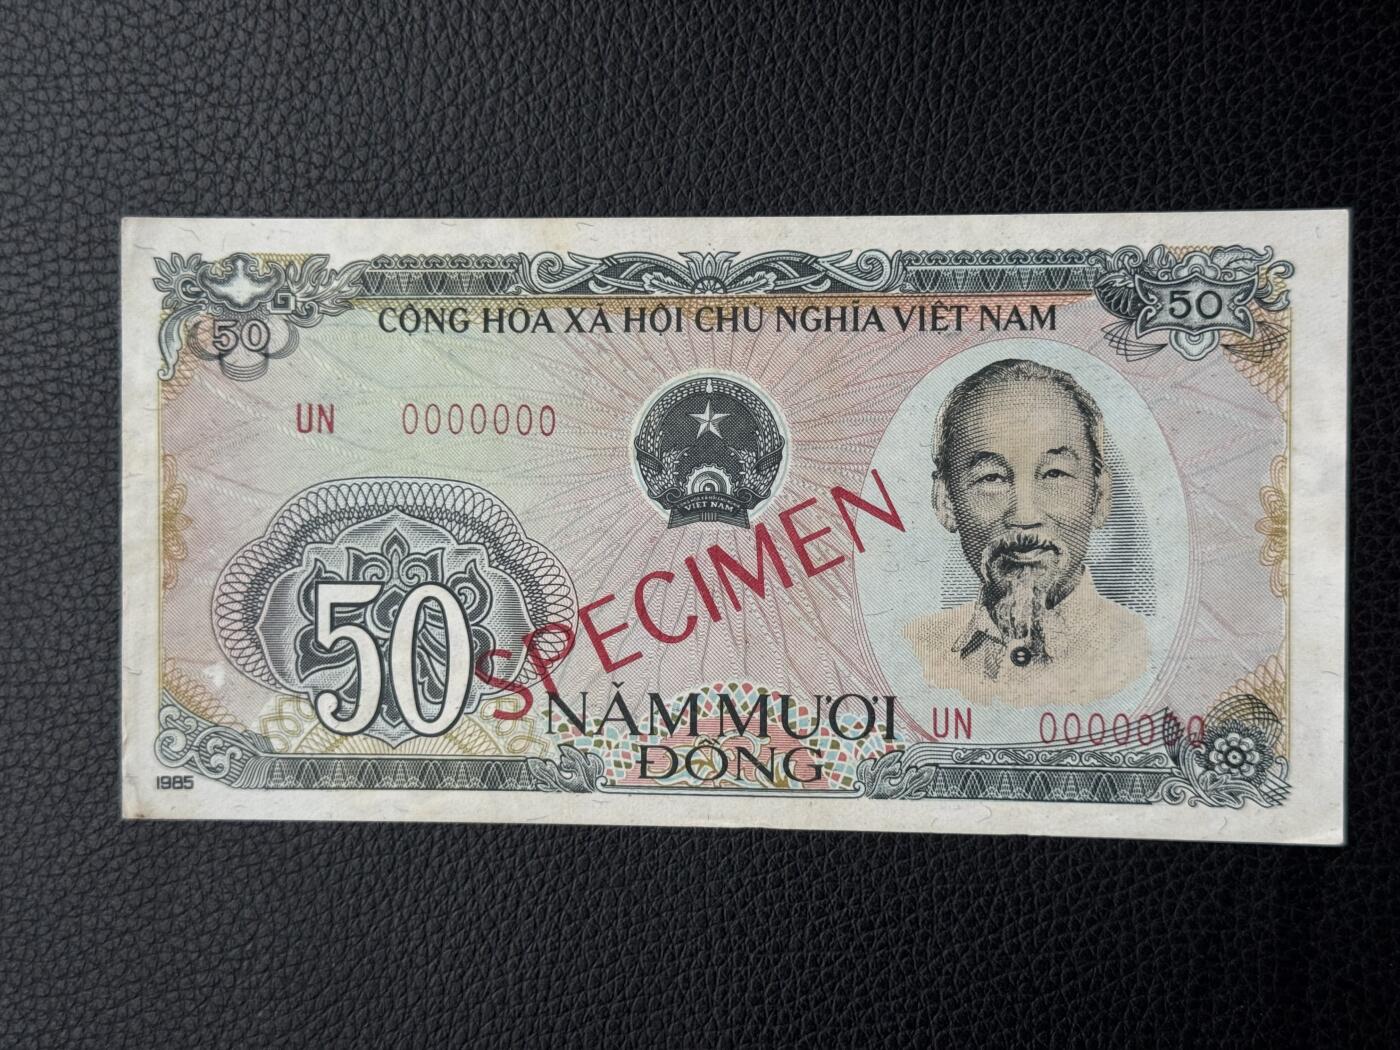 50
50
CỘNG HÒA XÃ HỘI CHỦ NGHĨA VIỆT NAM
UN 0000000
VIỆT NAM
SPECIMEN
50
NĂM MƯƠI
ĐỒNG
UN 0000000
1985